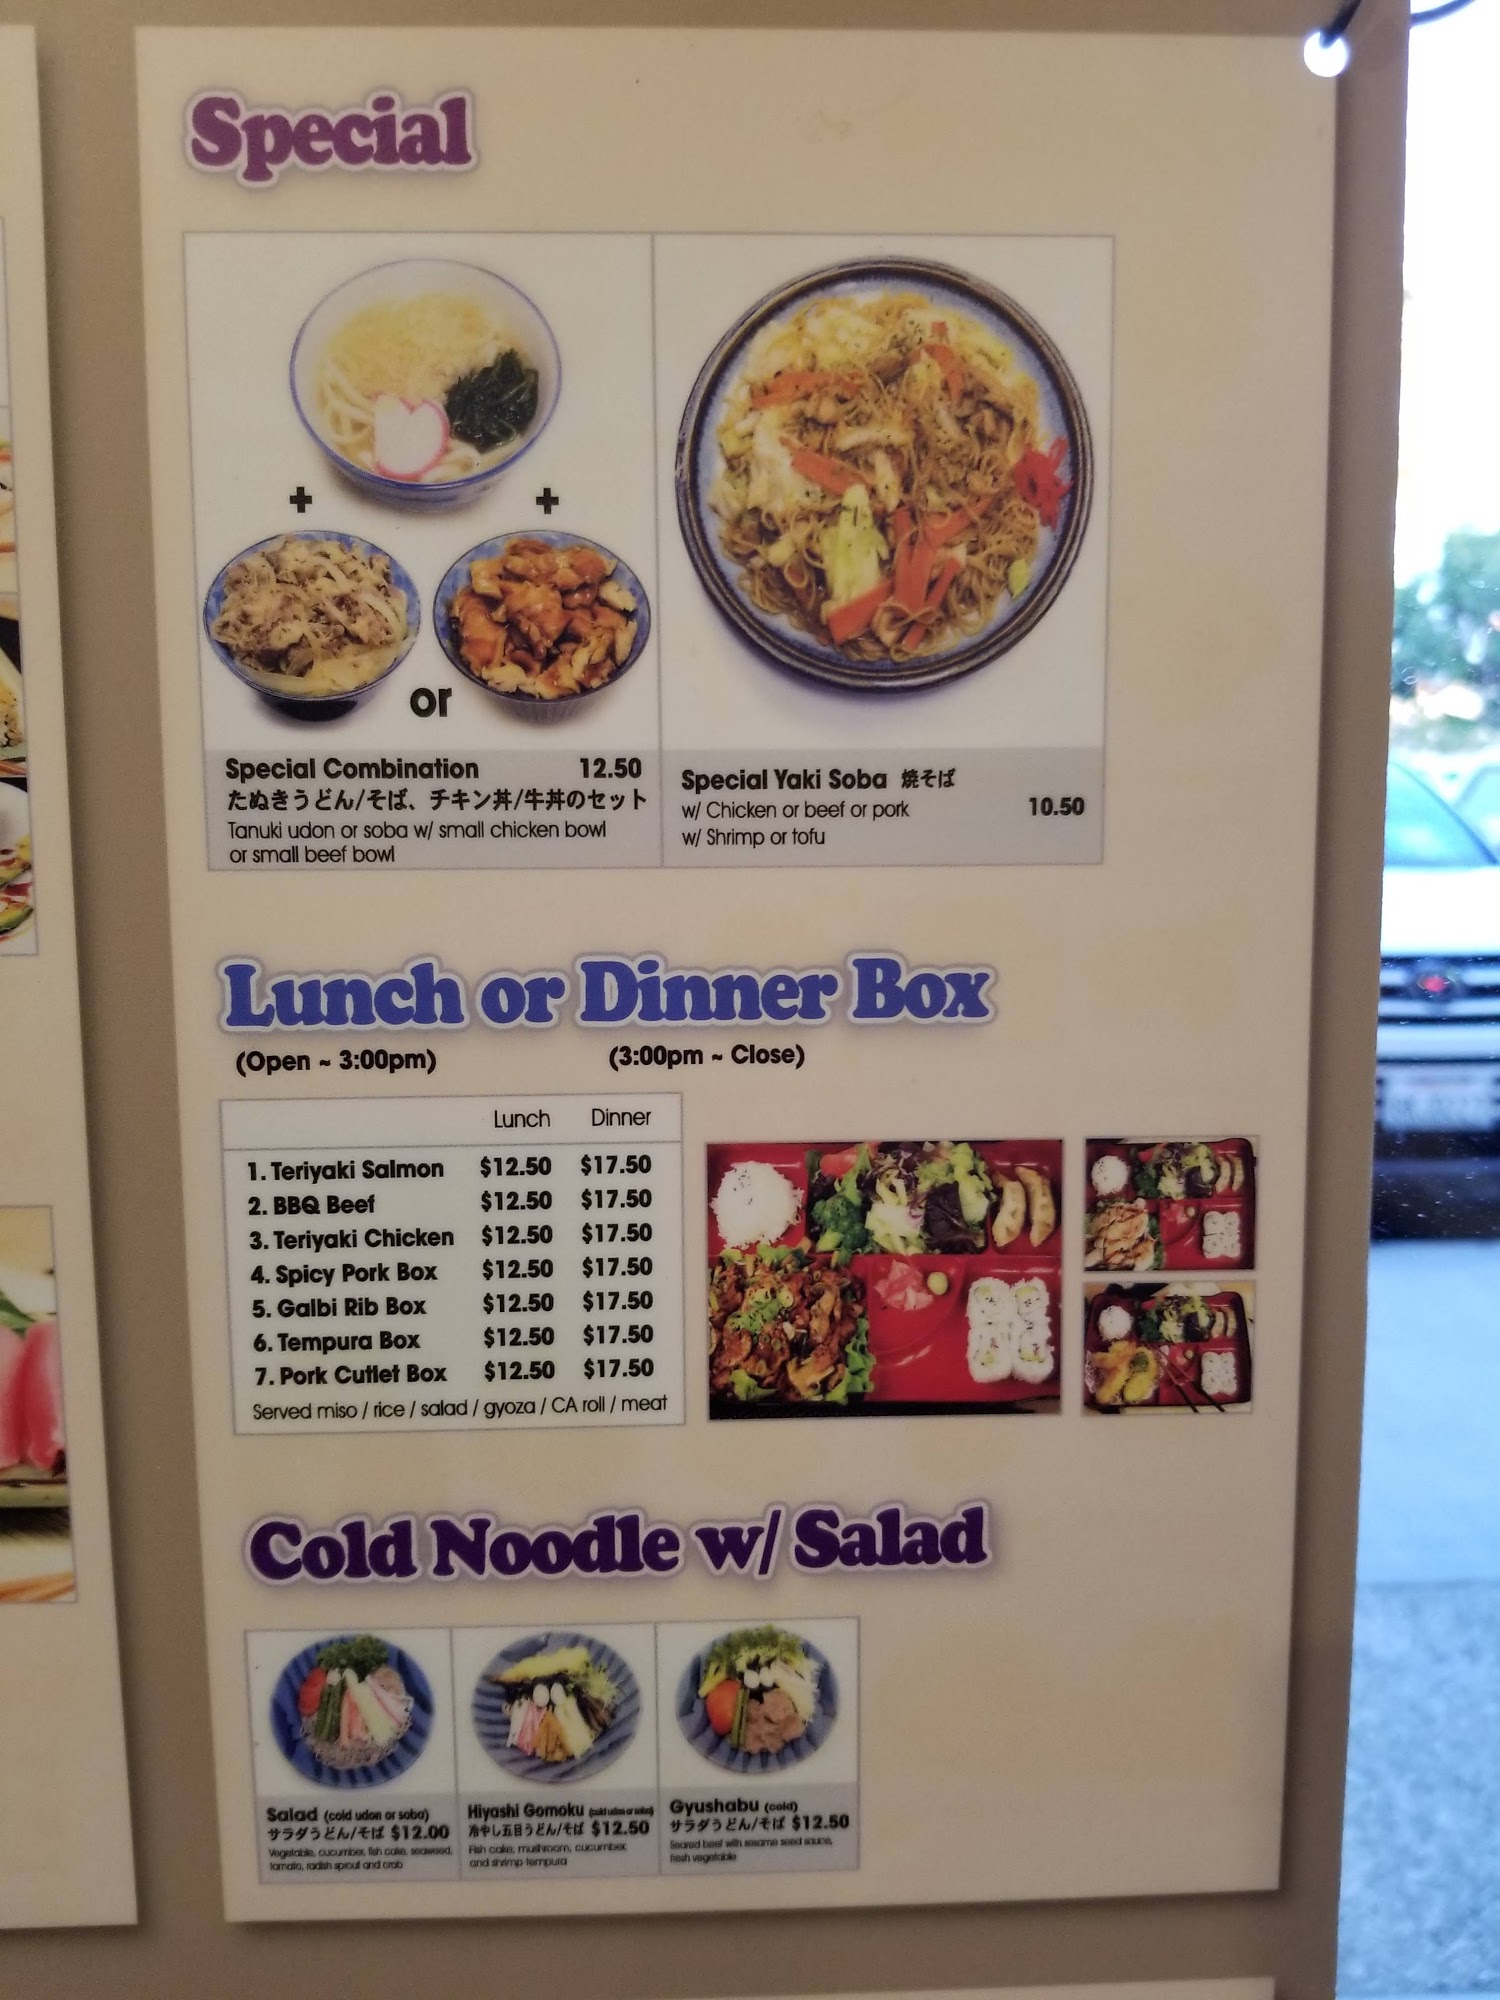 Special
+ +
or
Special Combination 12.50
たぬきうどん/そば、チキン丼/牛丼のセット
Tanuki udon or soba w/ small chicken bowl
or small beef bowl
Special Yaki Soba 焼そば
w/ Chicken or beef or pork 10.50
w/ Shrimp or tofu
Lunch or Dinner Box
(Open ~ 3:00pm) (3:00pm ~ Close)
Lunch Dinner
1. Teriyaki Salmon $12.50 $17.50
2. BBQ Beef $12.50 $17.50
3. Teriyaki Chicken $12.50 $17.50
4. Spicy Pork Box $12.50 $17.50
5. Galbi Rib Box $12.50 $17.50
6. Tempura Box $12.50 $17.50
7. Pork Cutlet Box $12.50 $17.50
Served miso / rice / salad / gyoza / CA roll / meat
Cold Noodle w/ Salad
Salad (cold udon or soba)
サラダうどん/そば $12.00
Vegetable, cucumber, fish cake, seaweed,
tomato, radish sprout and crab
Hiyashi Gomoku (cold udon or soba)
冷やし五目うどん/そば $12.50
Fish cake, mushroom, cucumber,
and shrimp tempura
Gyushabu (cold)
サラダうどん/そば $12.50
Seared beef with sesame seed sauce,
fresh vegetable